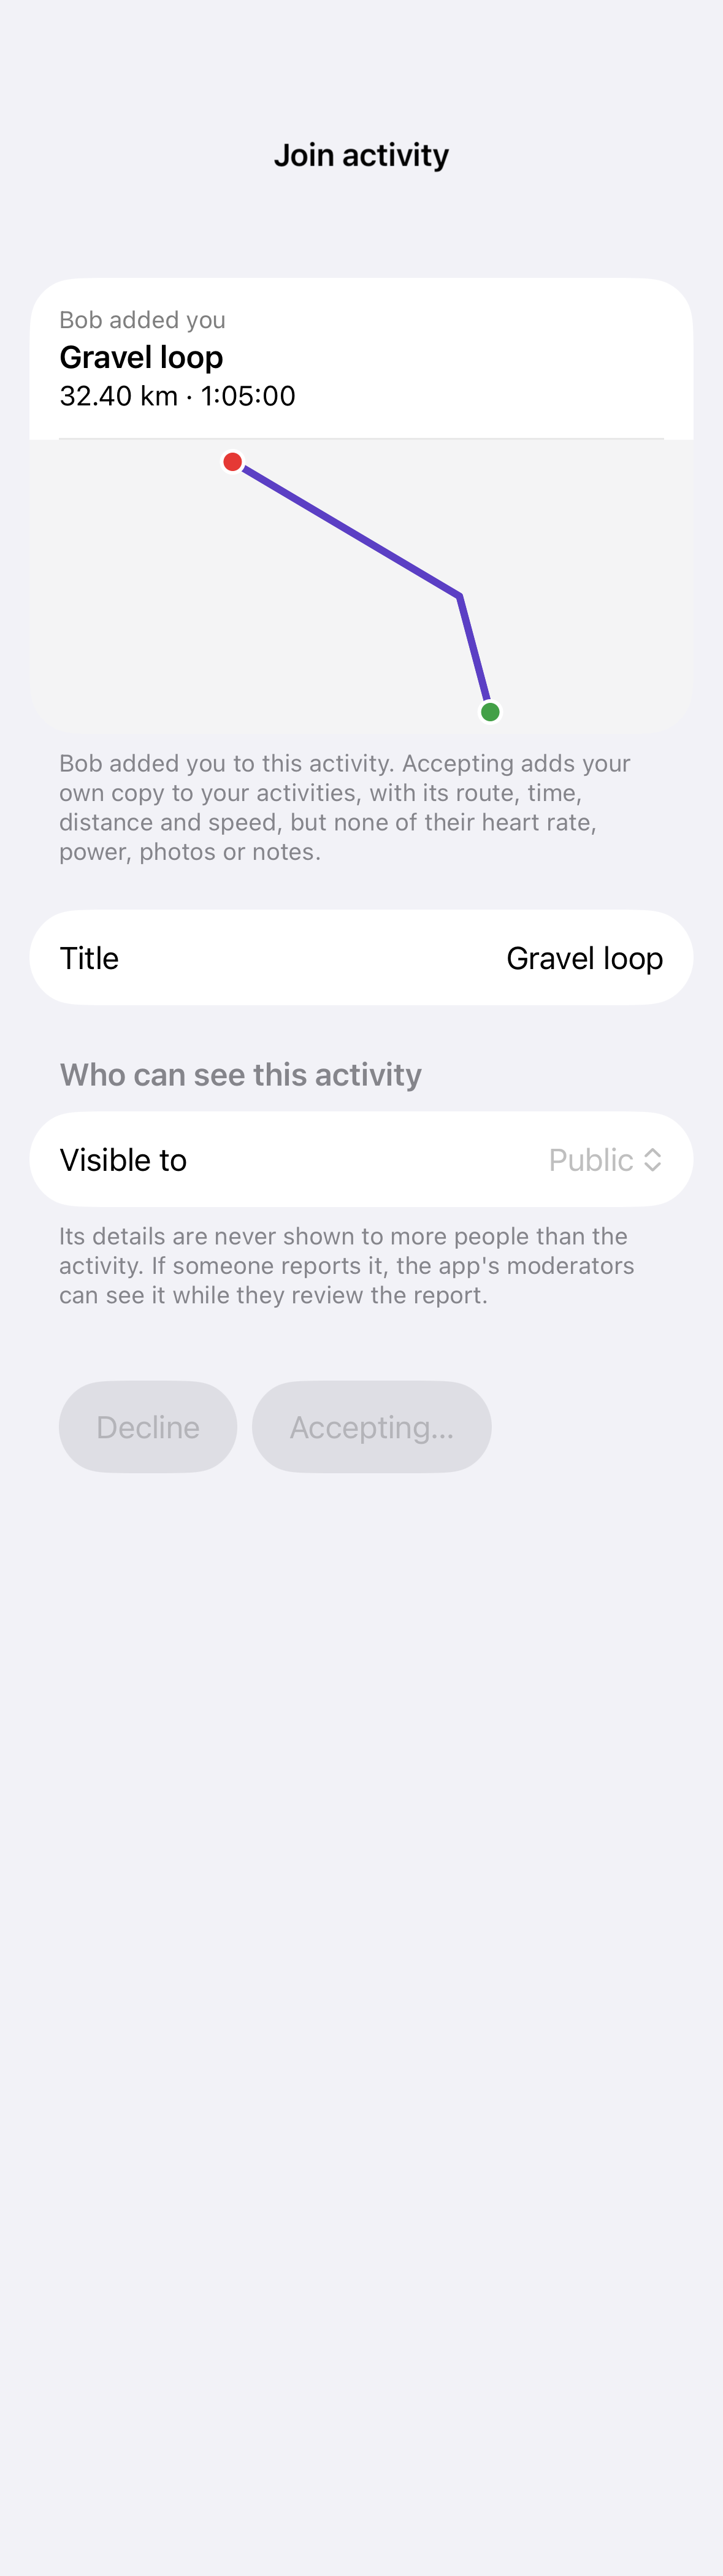 Join activity
Bob added you
Gravel loop
32.40 km · 1:05:00
Bob added you to this activity. Accepting adds your
own copy to your activities, with its route, time,
distance and speed, but none of their heart rate,
power, photos or notes.
Title Gravel loop
Who can see this activity
Visible to Public
Its details are never shown to more people than the
activity. If someone reports it, the app's moderators
can see it while they review the report.
Decline Accepting...